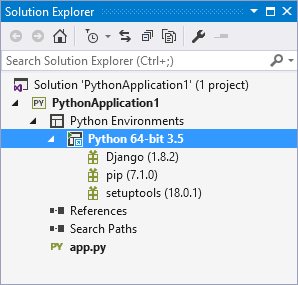 Solution Explorer
Search Solution Explorer (Ctrl+;)
Solution 'PythonApplication1' (1 project)
PY PythonApplication1
Python Environments
Python 64-bit 3.5
Django (1.8.2)
pip (7.1.0)
setuptools (18.0.1)
References
Search Paths
PY app.py